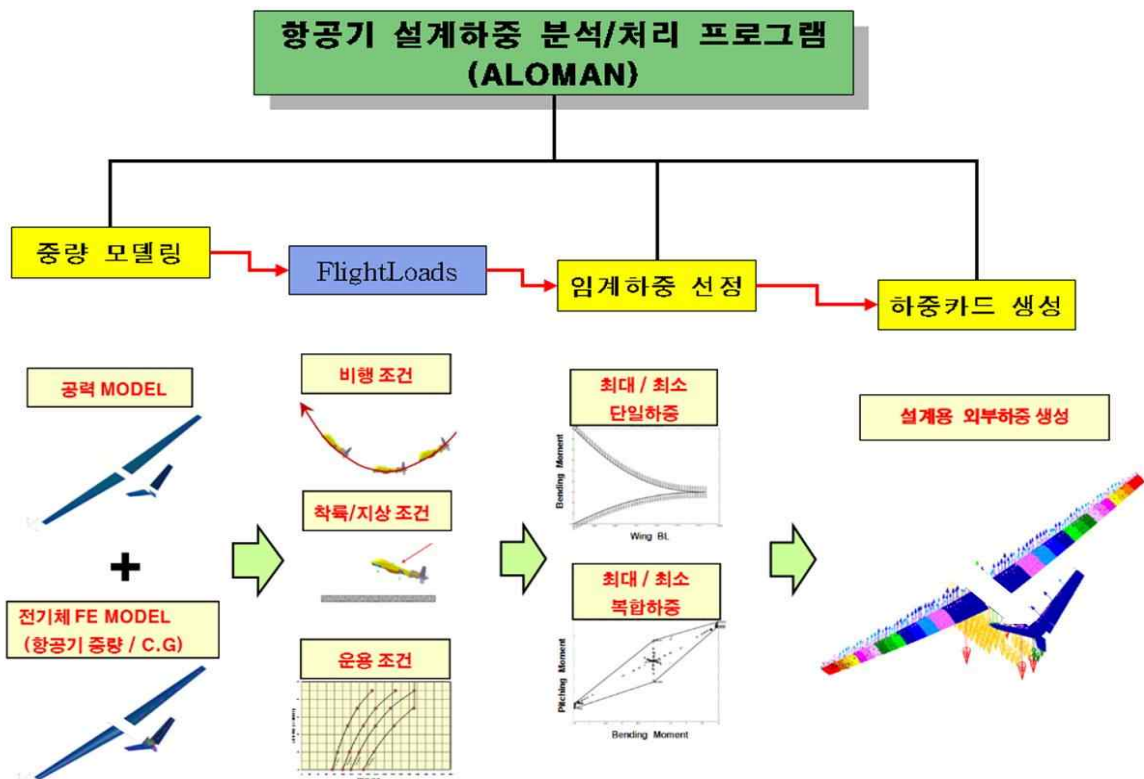 항공기 설계하중 분석/처리 프로그램
(ALOMAN)
중량 모델링
FlightLoads
임계하중 선정
하중카드 생성
공력 MODEL
전기체 FE MODEL
(항공기 중량 / C.G)
비행 조건
착륙/지상 조건
운용 조건
최대 / 최소
단일하중
Bending Moment
Wing BL
최대 / 최소
복합하중
Pitching Moment
Bending Moment
설계용 외부하중 생성